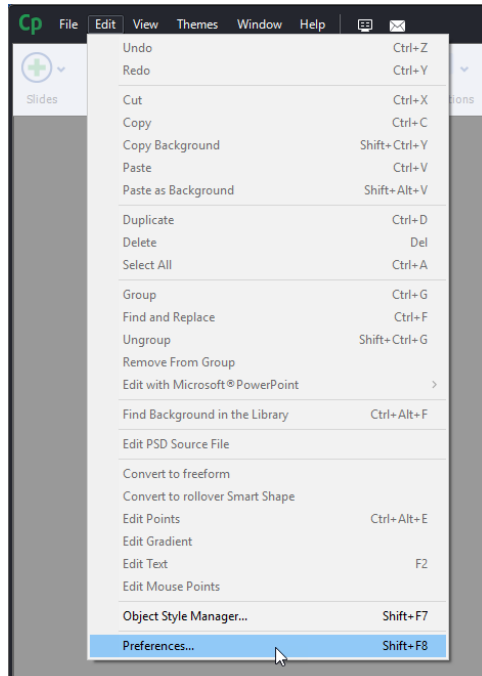 Cp File Edit View Themes Window Help
Slides
tions
Undo Ctrl+Z
Redo Ctrl+Y
Cut Ctrl+X
Copy Ctrl+C
Copy Background Shift+Ctrl+Y
Paste Ctrl+V
Paste as Background Shift+Alt+V
Duplicate Ctrl+D
Delete Del
Select All Ctrl+A
Group Ctrl+G
Find and Replace Ctrl+F
Ungroup Shift+Ctrl+G
Remove From Group
Edit with Microsoft®PowerPoint
Find Background in the Library Ctrl+Alt+F
Edit PSD Source File
Convert to freeform
Convert to rollover Smart Shape
Edit Points Ctrl+Alt+E
Edit Gradient
Edit Text F2
Edit Mouse Points
Object Style Manager... Shift+F7
Preferences... Shift+F8